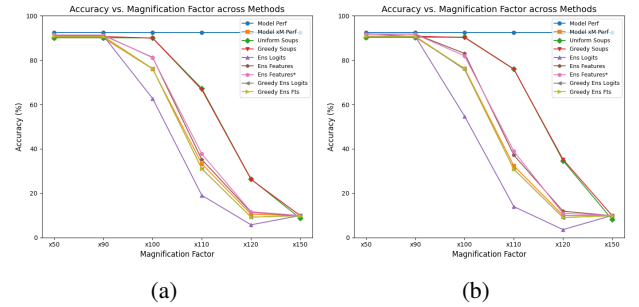 Accuracy vs. Magnification Factor across Methods
100
80
60
40
20
0
Accuracy (%)
x50
x90
x100
x110
x120
x150
Magnification Factor
Model Perf
Model xM Perf
Uniform Soups
Greedy Soups
Ens Logits
Ens Features
Ens Features*
Greedy Ens Logits
Greedy Ens Fts
(a)
Accuracy vs. Magnification Factor across Methods
100
80
60
40
20
0
Accuracy (%)
x50
x90
x100
x110
x120
x150
Magnification Factor
Model Perf
Model xM Perf
Uniform Soups
Greedy Soups
Ens Logits
Ens Features
Ens Features*
Greedy Ens Logits
Greedy Ens Fts
(b)